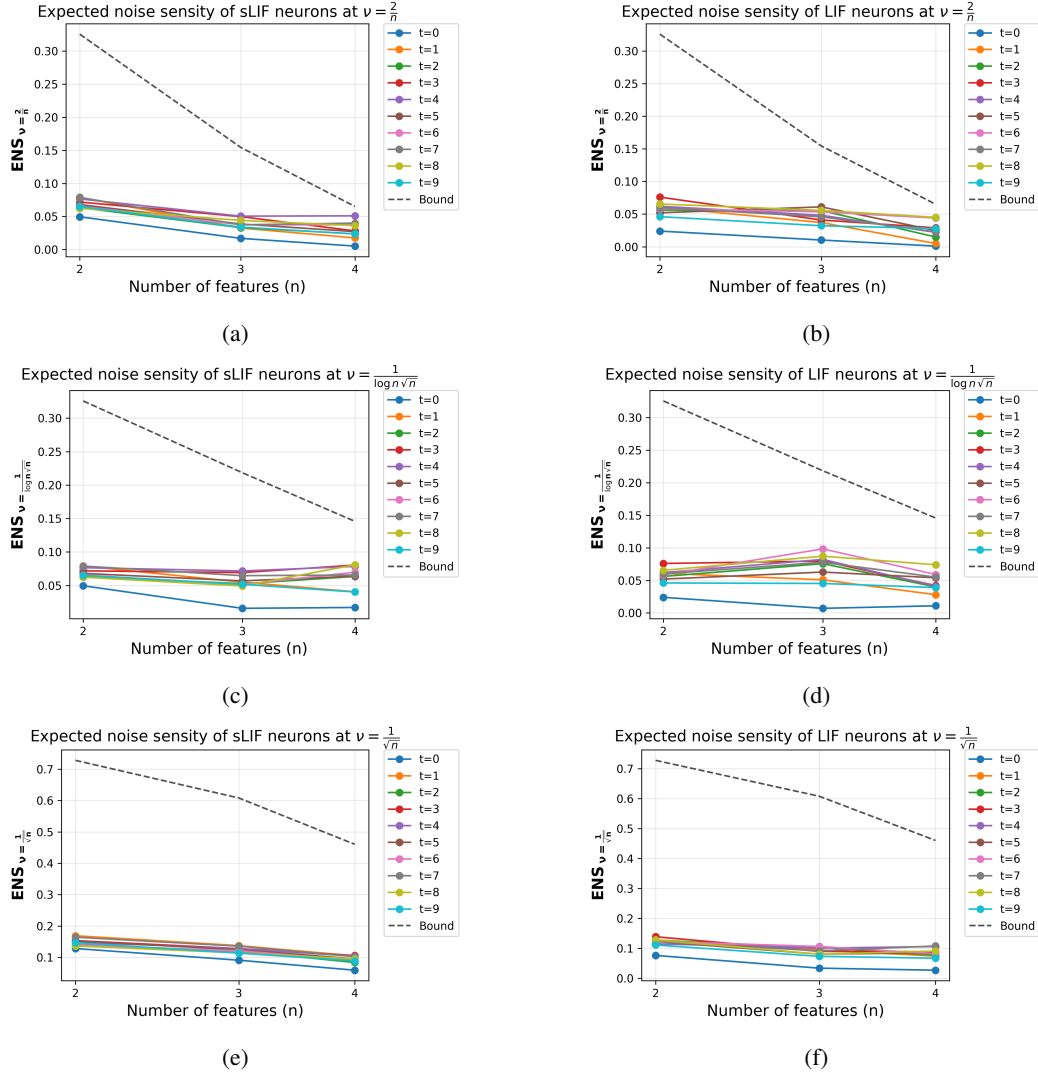 Expected noise sensity of sLIF neurons at ν = 2/n
ENS ν = 2/n
0.30
0.25
0.20
0.15
0.10
0.05
0.00
2
3
4
Number of features (n)
t=0
t=1
t=2
t=3
t=4
t=5
t=6
t=7
t=8
t=9
Bound
(a)
Expected noise sensity of LIF neurons at ν = 2/n
ENS ν = 2/n
0.30
0.25
0.20
0.15
0.10
0.05
0.00
2
3
4
Number of features (n)
t=0
t=1
t=2
t=3
t=4
t=5
t=6
t=7
t=8
t=9
Bound
(b)
Expected noise sensity of sLIF neurons at ν = 1/(log n √n)
ENS ν = 1/(log n √n)
0.30
0.25
0.20
0.15
0.10
0.05
2
3
4
Number of features (n)
t=0
t=1
t=2
t=3
t=4
t=5
t=6
t=7
t=8
t=9
Bound
(c)
Expected noise sensity of LIF neurons at ν = 1/(log n √n)
ENS ν = 1/(log n √n)
0.30
0.25
0.20
0.15
0.10
0.05
0.00
2
3
4
Number of features (n)
t=0
t=1
t=2
t=3
t=4
t=5
t=6
t=7
t=8
t=9
Bound
(d)
Expected noise sensity of sLIF neurons at ν = 1/√n
ENS ν = 1/√n
0.7
0.6
0.5
0.4
0.3
0.2
0.1
2
3
4
Number of features (n)
t=0
t=1
t=2
t=3
t=4
t=5
t=6
t=7
t=8
t=9
Bound
(e)
Expected noise sensity of LIF neurons at ν = 1/√n
ENS ν = 1/√n
0.7
0.6
0.5
0.4
0.3
0.2
0.1
0.0
2
3
4
Number of features (n)
t=0
t=1
t=2
t=3
t=4
t=5
t=6
t=7
t=8
t=9
Bound
(f)